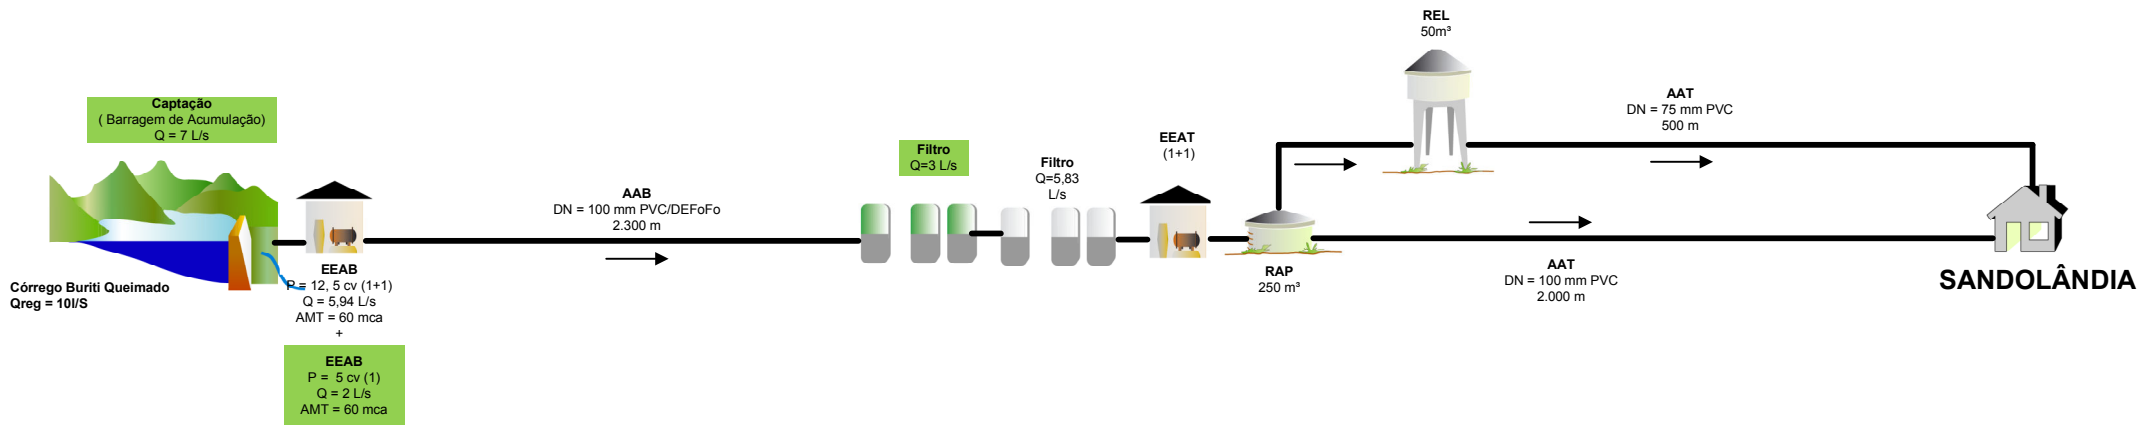 Captação
( Barragem de Acumulação)
Q = 7 L/s
Córrego Buriti Queimado
Qreg = 10l/S
EEAB
P = 12, 5 cv (1+1)
Q = 5,94 L/s
AMT = 60 mca
+
EEAB
P =  5 cv (1)
Q = 2 L/s
AMT = 60 mca
AAB
DN = 100 mm PVC/DEFoFo
2.300 m
Filtro
Q=3 L/s
Filtro
Q=5,83
L/s
EEAT
(1+1)
RAP
250 m³
REL
50m³
AAT
DN = 75 mm PVC
500 m
AAT
DN = 100 mm PVC
2.000 m
SANDOLÂNDIA